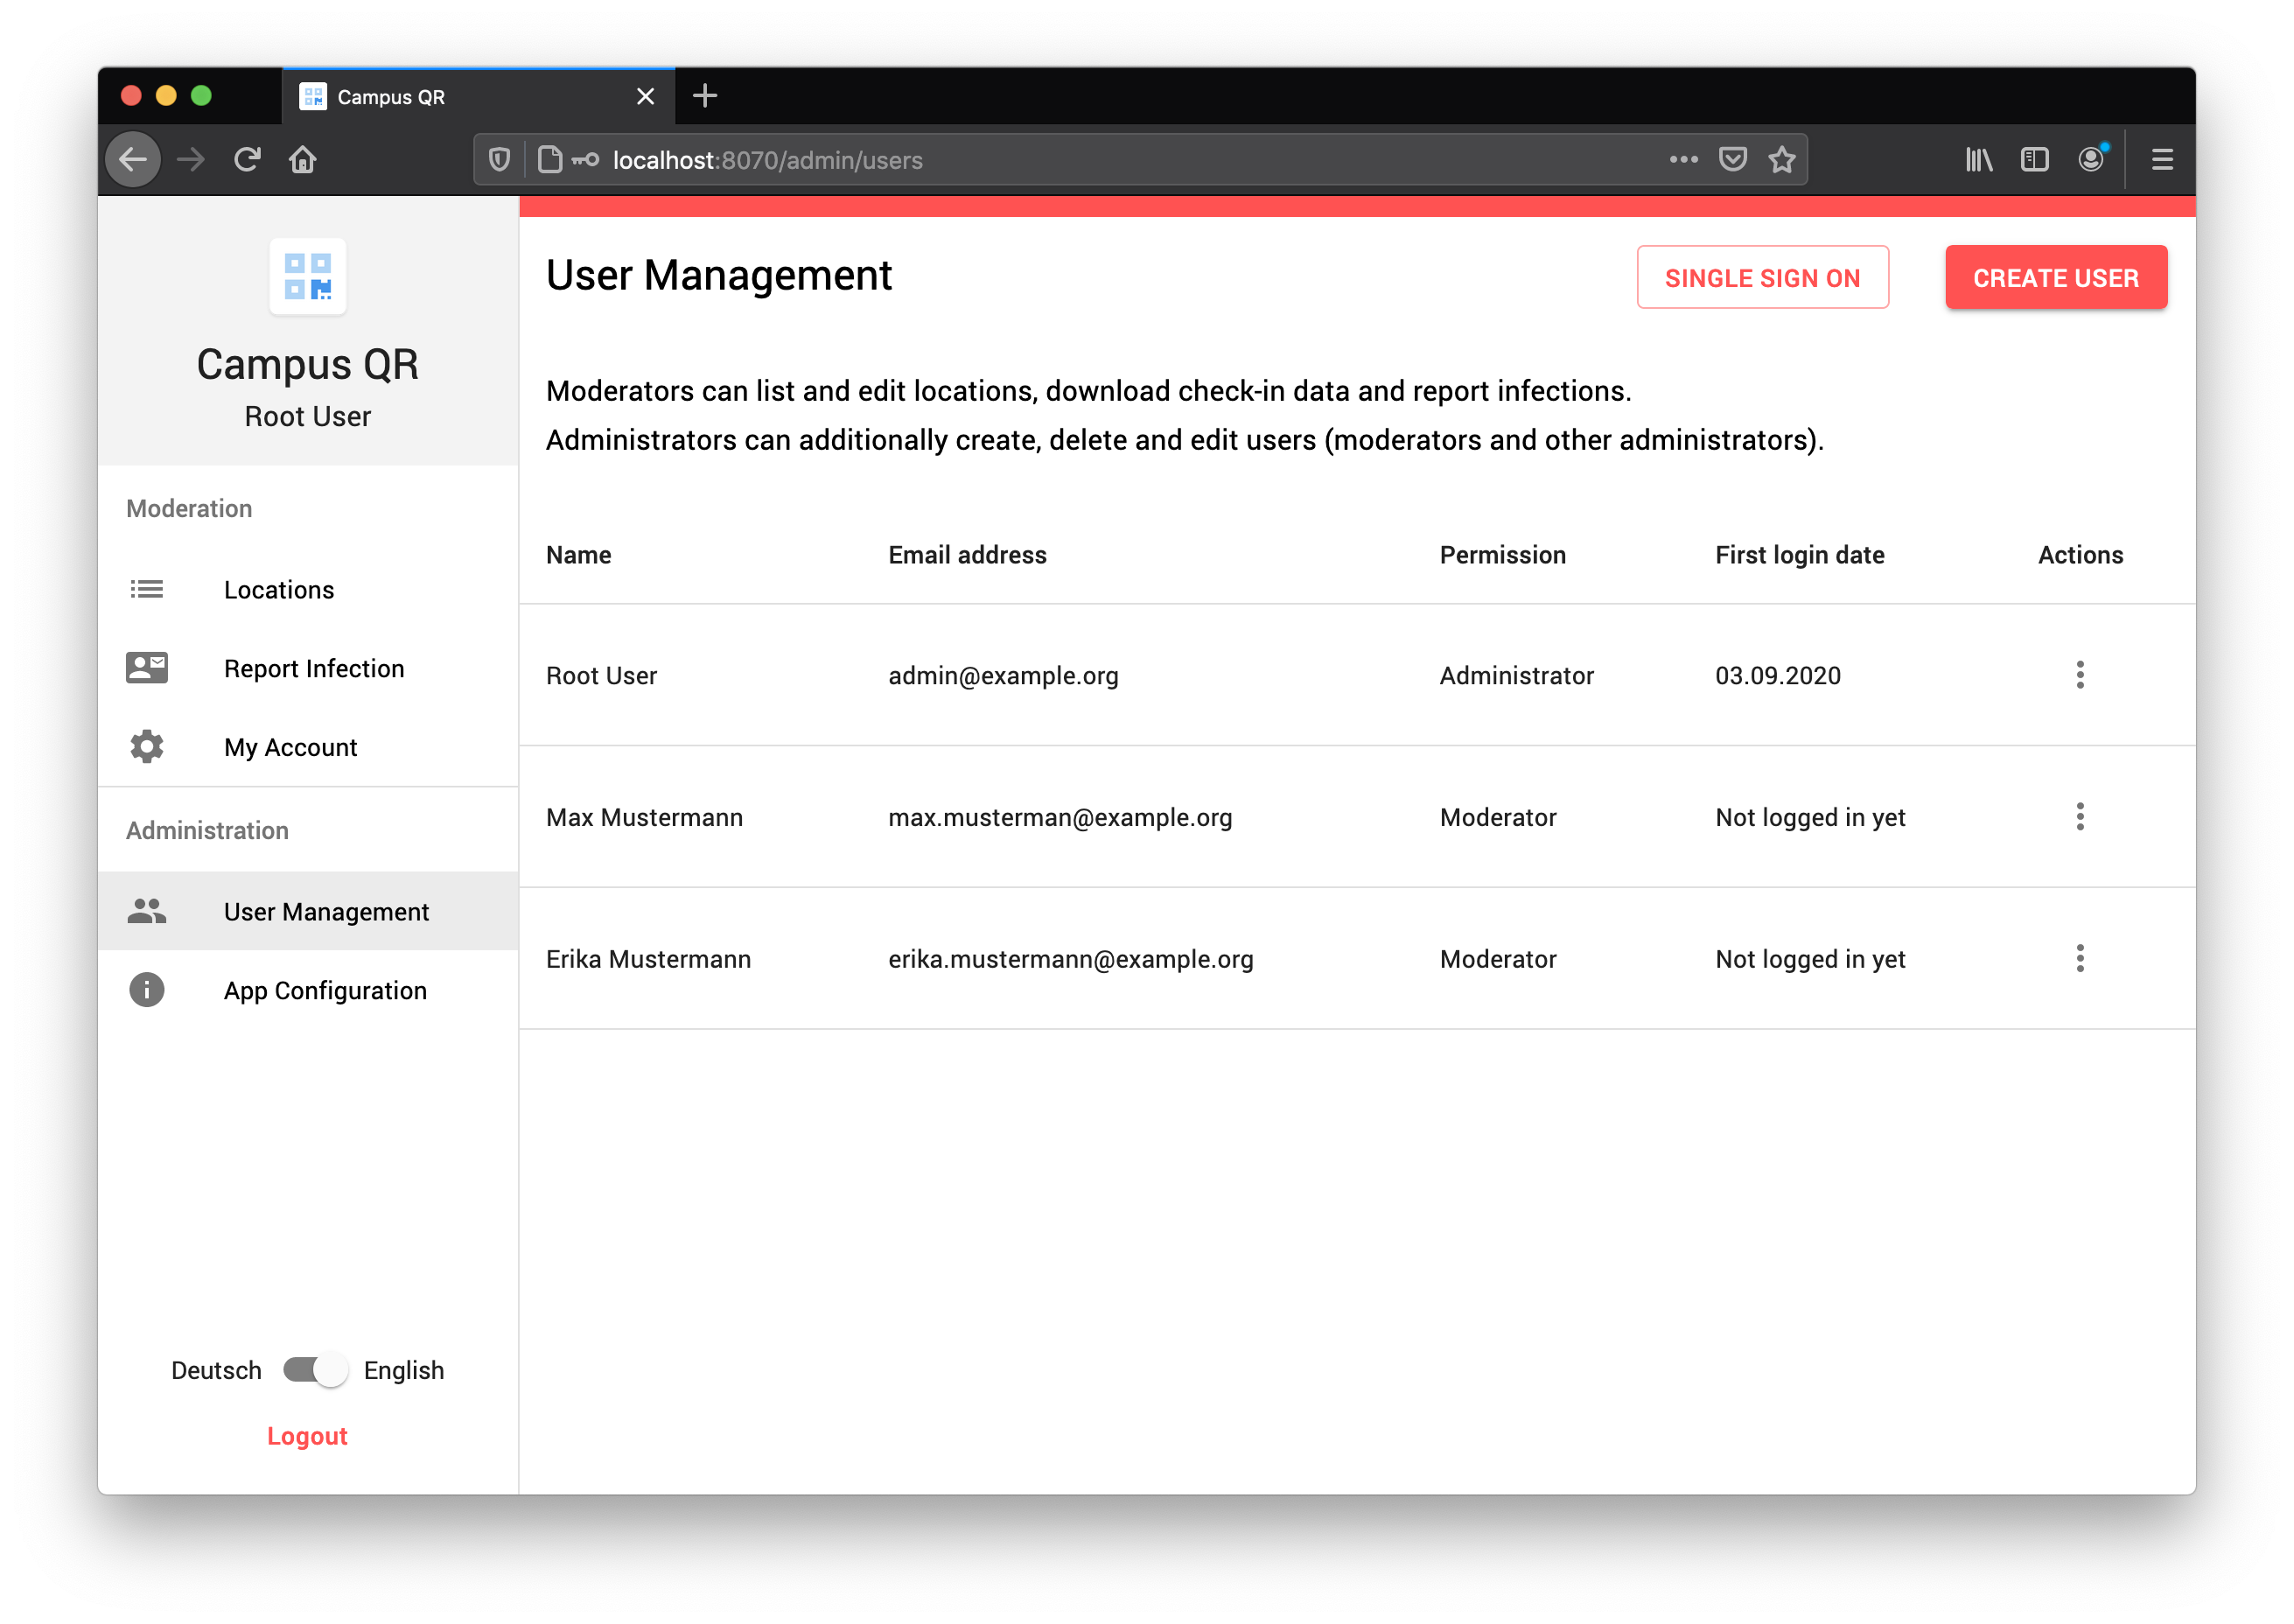 Campus QR
localhost:8070/admin/users
Campus QR
Root User
Moderation
Locations
Report Infection
My Account
Administration
User Management
App Configuration
Deutsch English
Logout
User Management
SINGLE SIGN ON
CREATE USER
Moderators can list and edit locations, download check-in data and report infections.
Administrators can additionally create, delete and edit users (moderators and other administrators).
Name Email address Permission First login date Actions
Root User admin@example.org Administrator 03.09.2020
Max Mustermann max.musterman@example.org Moderator Not logged in yet
Erika Mustermann erika.mustermann@example.org Moderator Not logged in yet